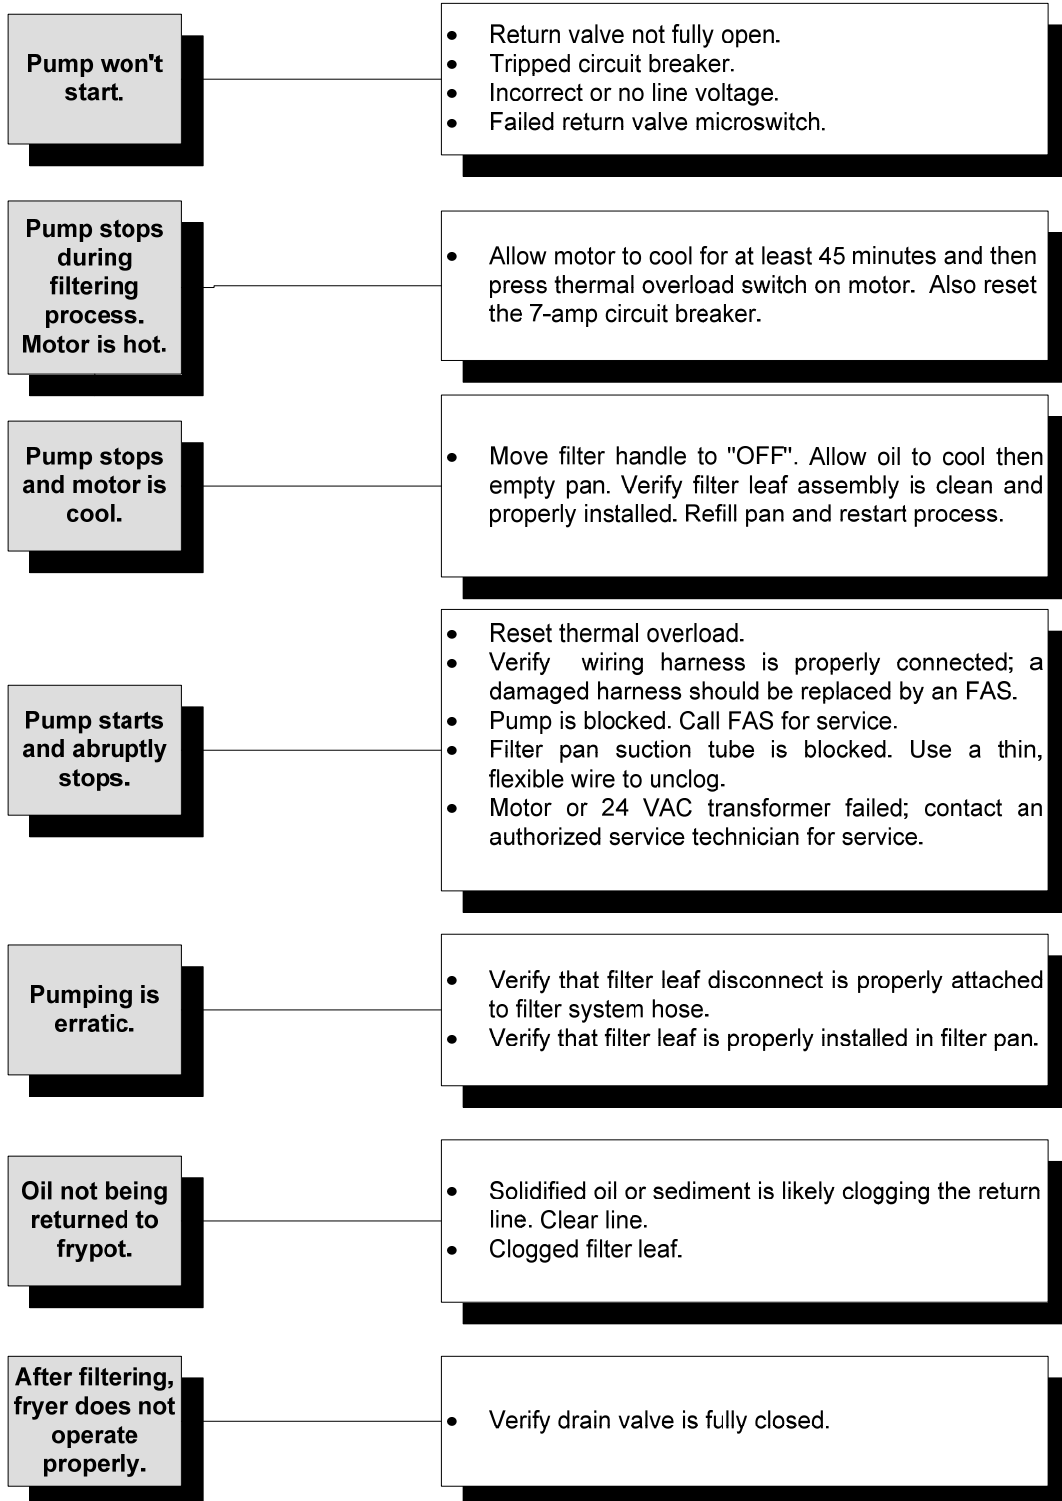 Pump won't
start.
• Return valve not fully open.
• Tripped circuit breaker.
• Incorrect or no line voltage.
• Failed return valve microswitch.
Pump stops
during
filtering
process.
Motor is hot.
• Allow motor to cool for at least 45 minutes and then
press thermal overload switch on motor. Also reset
the 7-amp circuit breaker.
Pump stops
and motor is
cool.
• Move filter handle to "OFF". Allow oil to cool then
empty pan. Verify filter leaf assembly is clean and
properly installed. Refill pan and restart process.
Pump starts
and abruptly
stops.
• Reset thermal overload.
• Verify wiring harness is properly connected; a
damaged harness should be replaced by an FAS.
• Pump is blocked. Call FAS for service.
• Filter pan suction tube is blocked. Use a thin,
flexible wire to unclog.
• Motor or 24 VAC transformer failed; contact an
authorized service technician for service.
Pumping is
erratic.
• Verify that filter leaf disconnect is properly attached
to filter system hose.
• Verify that filter leaf is properly installed in filter pan.
Oil not being
returned to
frypot.
• Solidified oil or sediment is likely clogging the return
line. Clear line.
• Clogged filter leaf.
After filtering,
fryer does not
operate
properly.
• Verify drain valve is fully closed.